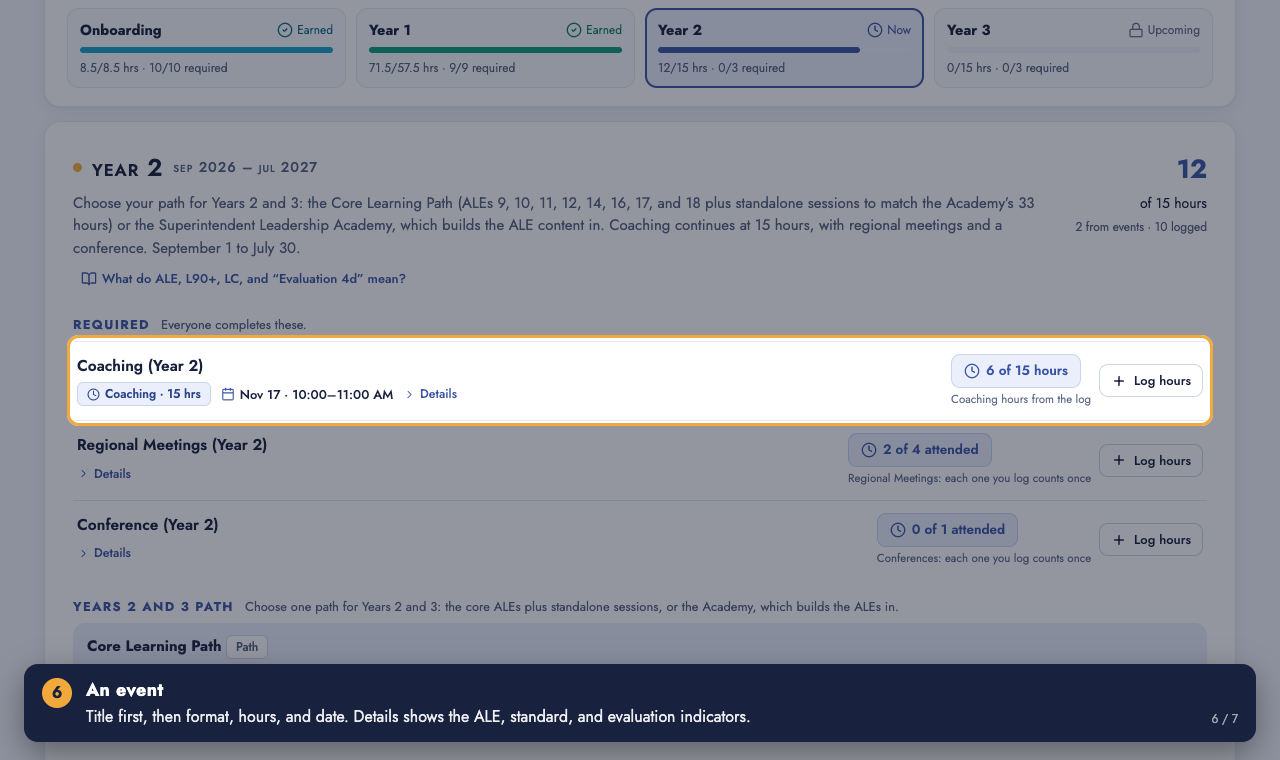 Onboarding Earned
8.5/8.5 hrs · 10/10 required
Year 1 Earned
71.5/57.5 hrs · 9/9 required
Year 2 Now
12/15 hrs · 0/3 required
Year 3 Upcoming
0/15 hrs · 0/3 required
YEAR 2 SEP 2026 – JUL 2027
12
of 15 hours
2 from events · 10 logged
Choose your path for Years 2 and 3: the Core Learning Path (ALEs 9, 10, 11, 12, 14, 16, 17, and 18 plus standalone sessions to match the Academy’s 33
hours) or the Superintendent Leadership Academy, which builds the ALE content in. Coaching continues at 15 hours, with regional meetings and a
conference. September 1 to July 30.
What do ALE, L90+, LC, and “Evaluation 4d” mean?
REQUIRED Everyone completes these.
Coaching (Year 2)
Coaching · 15 hrs Nov 17 · 10:00–11:00 AM Details
6 of 15 hours
Coaching hours from the log
+ Log hours
Regional Meetings (Year 2)
Details
2 of 4 attended
Regional Meetings: each one you log counts once
+ Log hours
Conference (Year 2)
Details
0 of 1 attended
Conferences: each one you log counts once
+ Log hours
YEARS 2 AND 3 PATH Choose one path for Years 2 and 3: the core ALEs plus standalone sessions, or the Academy, which builds the ALEs in.
Core Learning Path Path
6 An event
Title first, then format, hours, and date. Details shows the ALE, standard, and evaluation indicators.
6 / 7